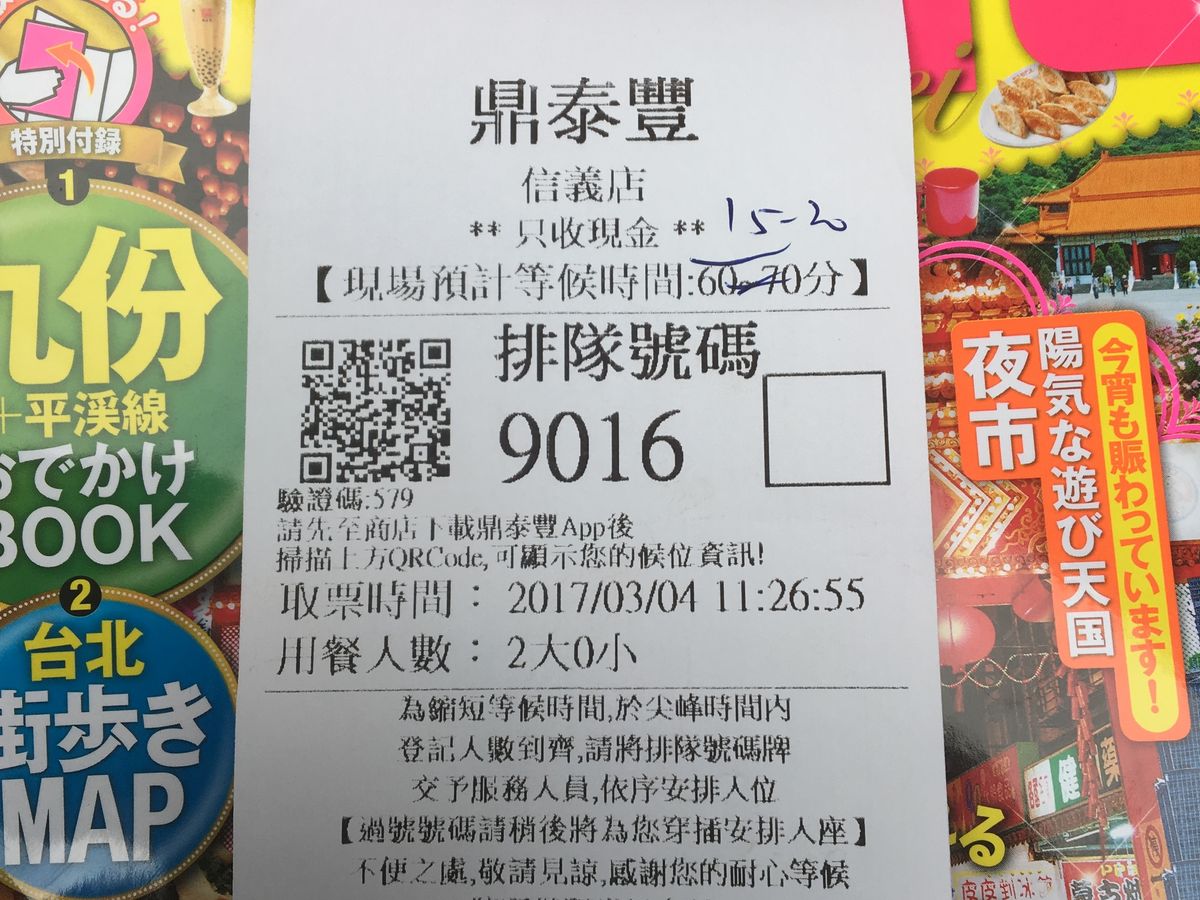 鼎泰豐
信義店
** 只收現金 **
15-20
【現場預計等候時間:60-70分】
排隊號碼
9016
驗證碼:579
請先至商店下載鼎泰豐App後
掃描上方QRCode,可顯示您的候位資訊!
取票時間： 2017/03/04 11:26:55
用餐人數： 2大0小
為縮短等候時間,於尖峰時間內
登記人數到齊,請將排隊號碼牌
交予服務人員,依序安排入位
【過號號碼請稍後將為您穿插安排入座】
不便之處,敬請見諒,感謝您的耐心等候
特別付録
1
九份
+平渓線
おでかけ
BOOK
2
台北
街歩き
MAP
今宵も賑わっています!
陽気な遊び天国
夜市
健
藥